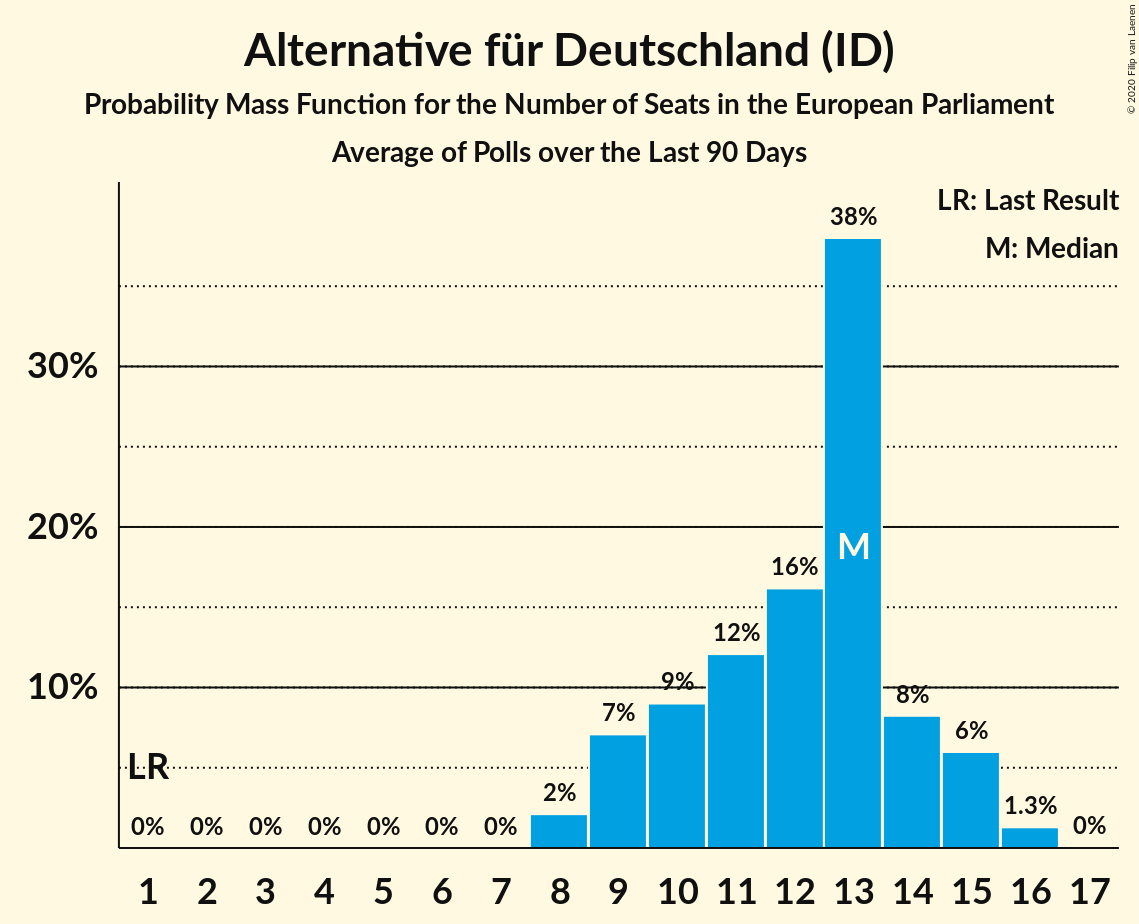 Alternative für Deutschland (ID)
Probability Mass Function for the Number of Seats in the European Parliament
Average of Polls over the Last 90 Days
© 2020 Filip van Laenen
LR: Last Result
M: Median
38%
30%
20%
M
16%
12%
10%
9%
8%
7%
6%
LR
2%
1.3%
0% 0% 0% 0% 0% 0% 0% 0%
1 2 3 4 5 6 7 8 9 10 11 12 13 14 15 16 17